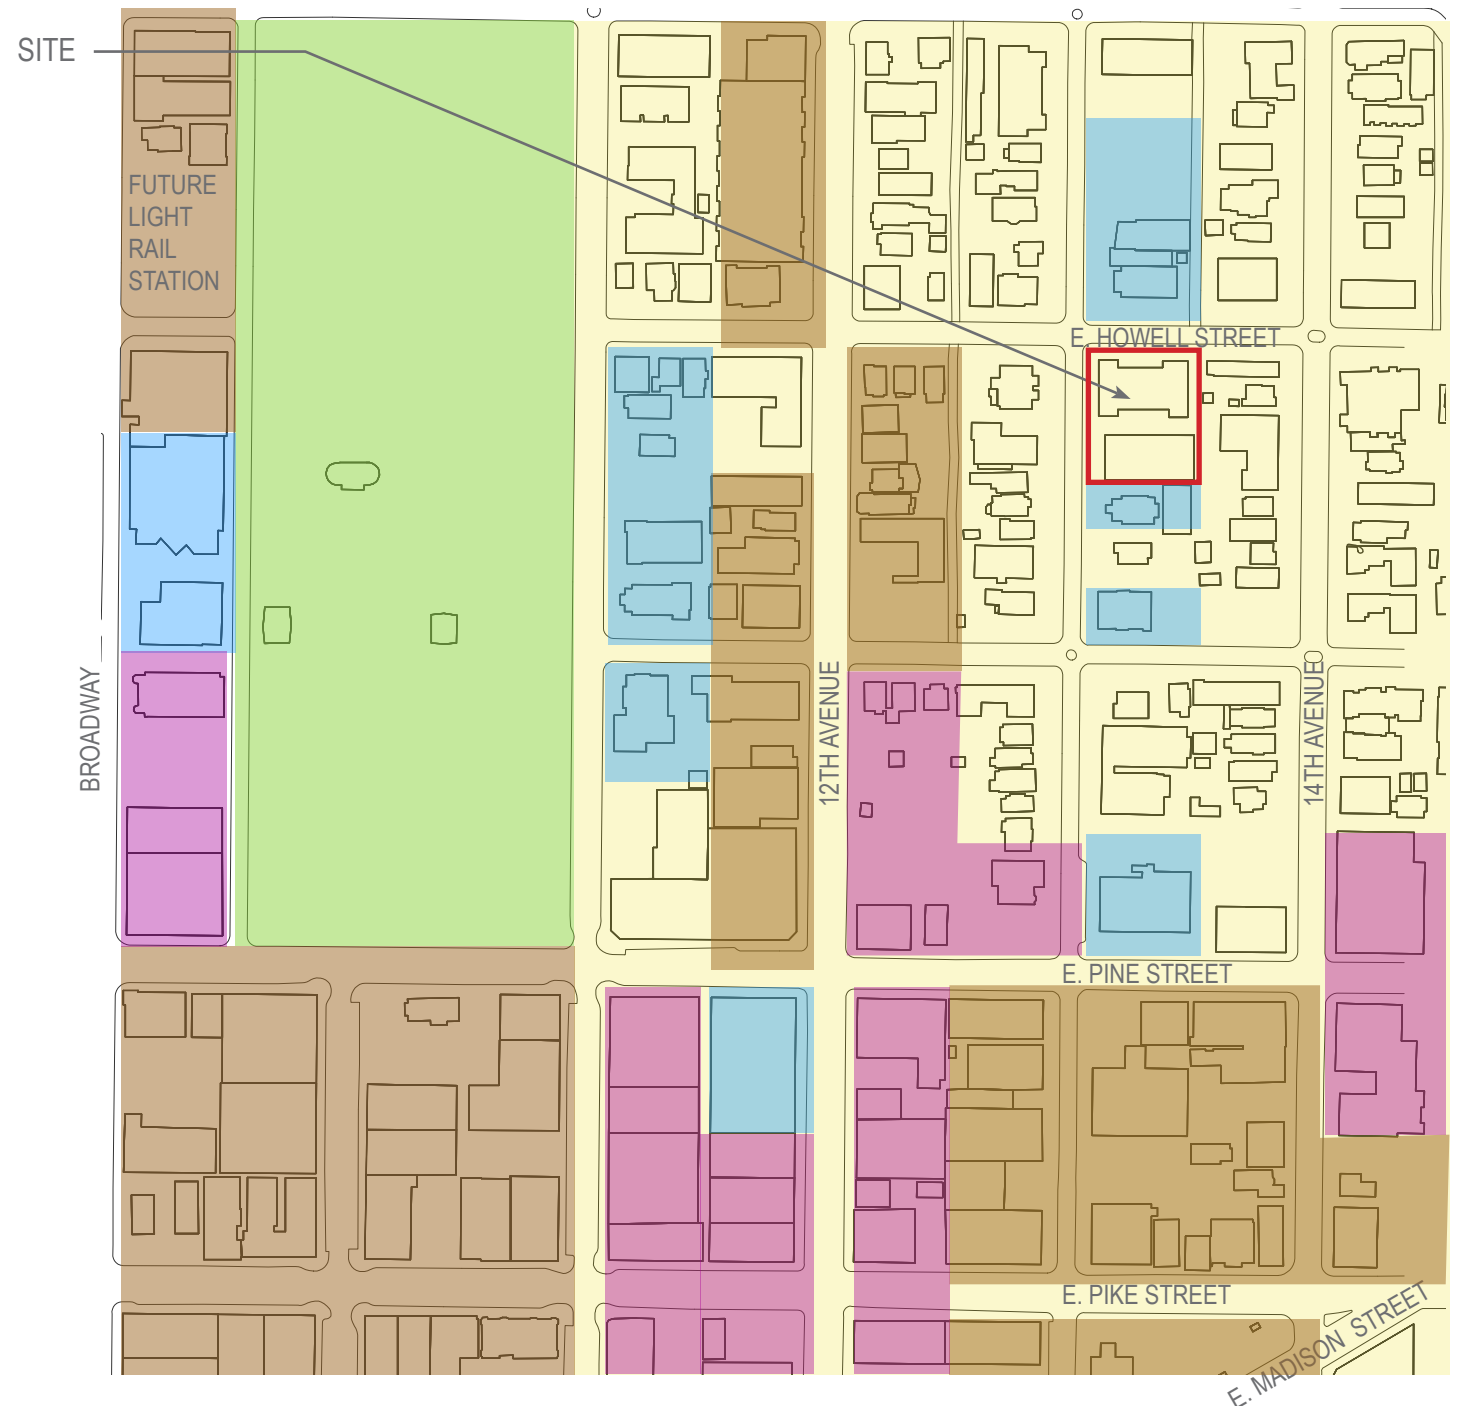 SITE
FUTURE
LIGHT
RAIL
STATION
E. HOWELL STREET
BROADWAY
12TH AVENUE
14TH AVENUE
E. PINE STREET
E. PIKE STREET
E. MADISON STREET